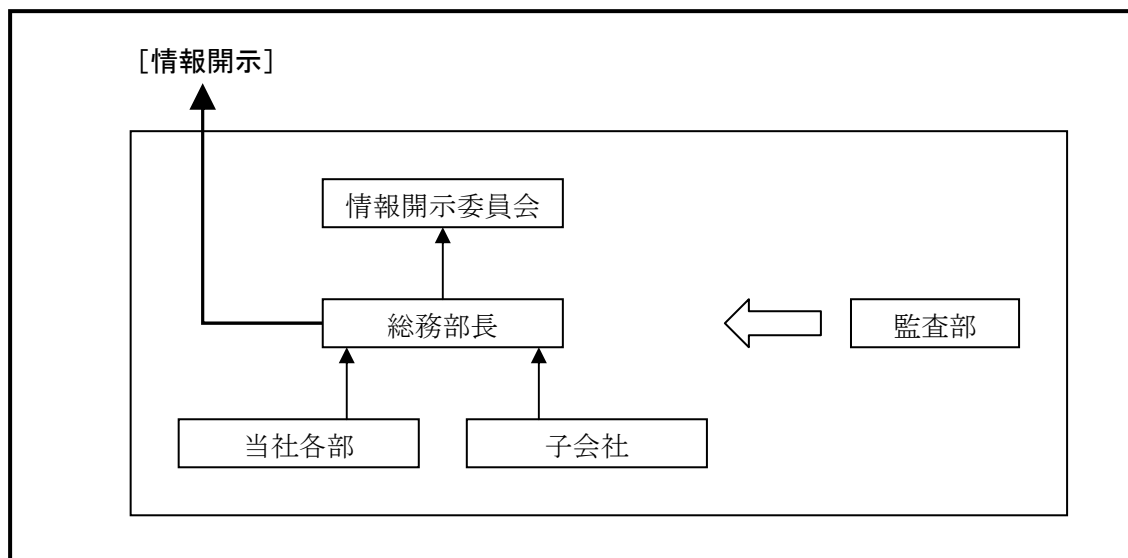 [情報開示]
情報開示委員会
総務部長
監査部
当社各部
子会社